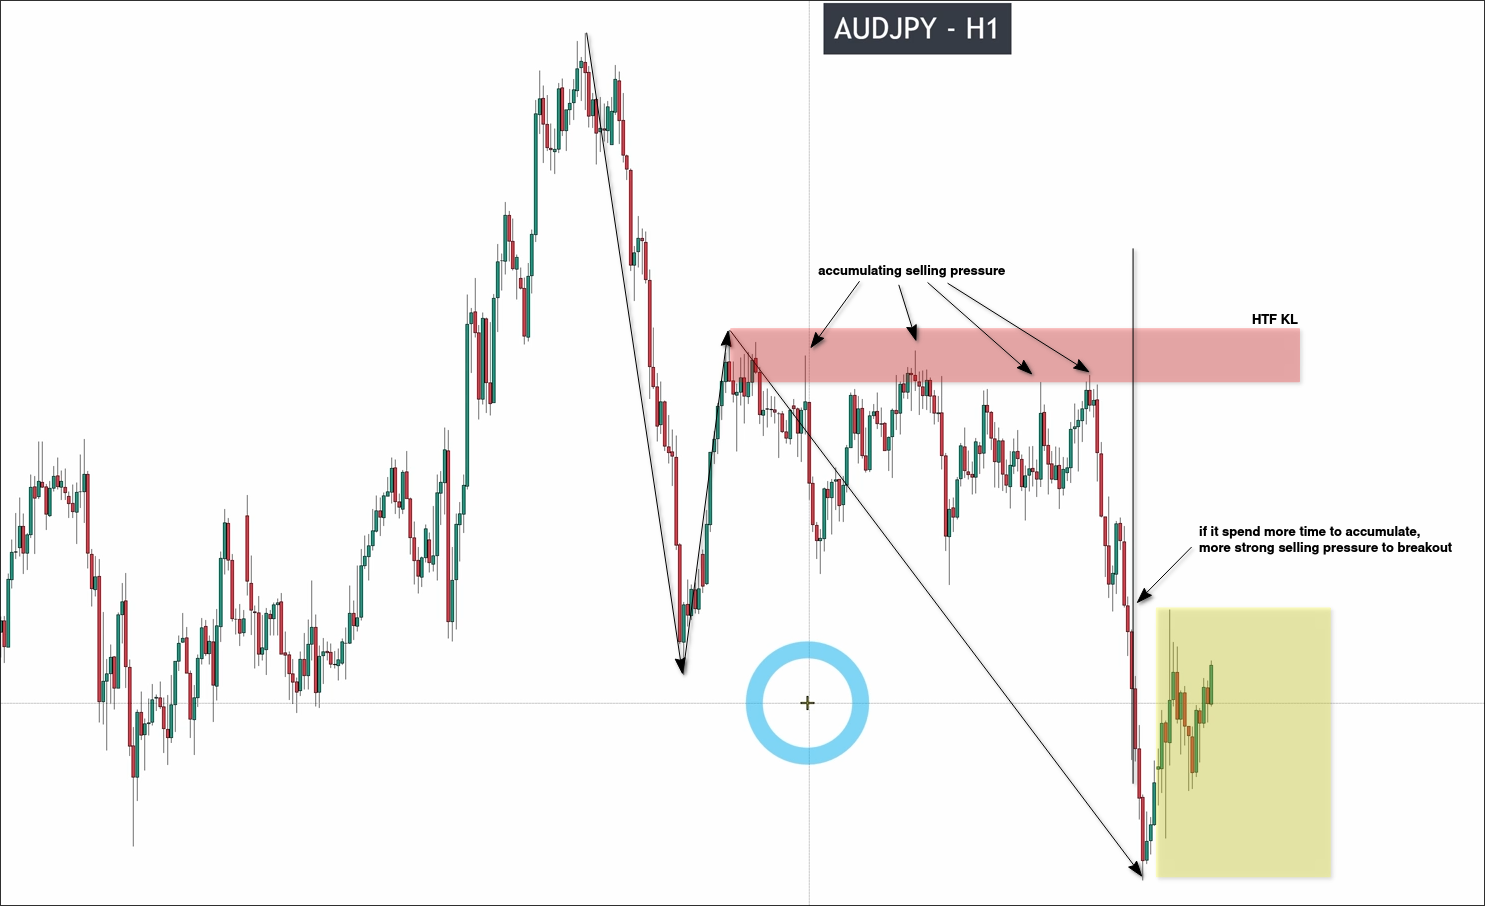 AUDJPY - H1
accumulating selling pressure
HTF KL
if it spend more time to accumulate,
more strong selling pressure to breakout